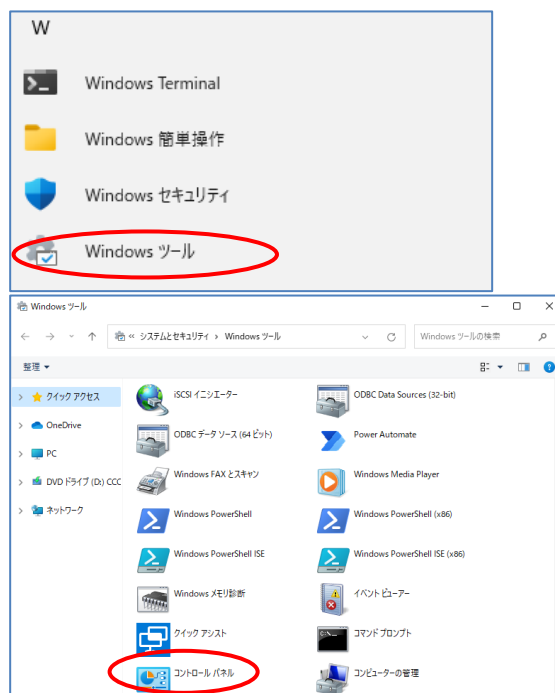 W
Windows Terminal
Windows 簡単操作
Windows セキュリティ
Windows ツール
Windows ツール
« システムとセキュリティ › Windows ツール
Windows ツールの検索
整理
クイック アクセス
OneDrive
PC
DVD ドライブ (D:) CCC
ネットワーク
iSCSI イニシエーター
ODBC Data Sources (32-bit)
ODBC データ ソース (64 ビット)
Power Automate
Windows FAX とスキャン
Windows Media Player
Windows PowerShell
Windows PowerShell (x86)
Windows PowerShell ISE
Windows PowerShell ISE (x86)
Windows メモリ診断
イベント ビューアー
クイック アシスト
コマンド プロンプト
コントロール パネル
コンピューターの管理